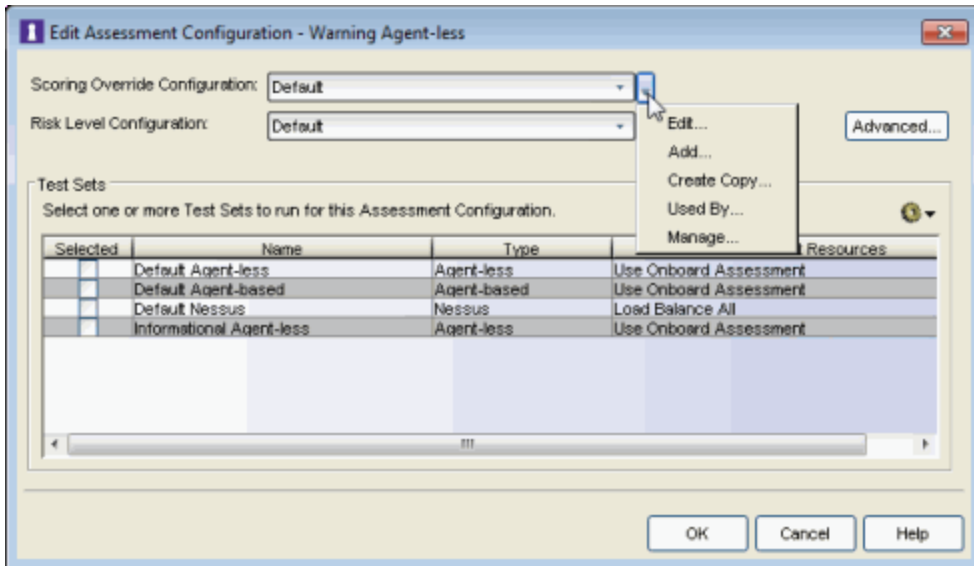 Edit Assessment Configuration - Warning Agent-less
Scoring Override Configuration: Default
Risk Level Configuration: Default
Advanced...
Edit...
Add...
Create Copy...
Used By...
Manage...
Test Sets
Select one or more Test Sets to run for this Assessment Configuration.
Selected Name Type Resources
Default Agent-less Agent-less Use Onboard Assessment
Default Agent-based Agent-based Use Onboard Assessment
Default Nessus Nessus Load Balance All
Informational Agent-less Agent-less Use Onboard Assessment
OK Cancel Help